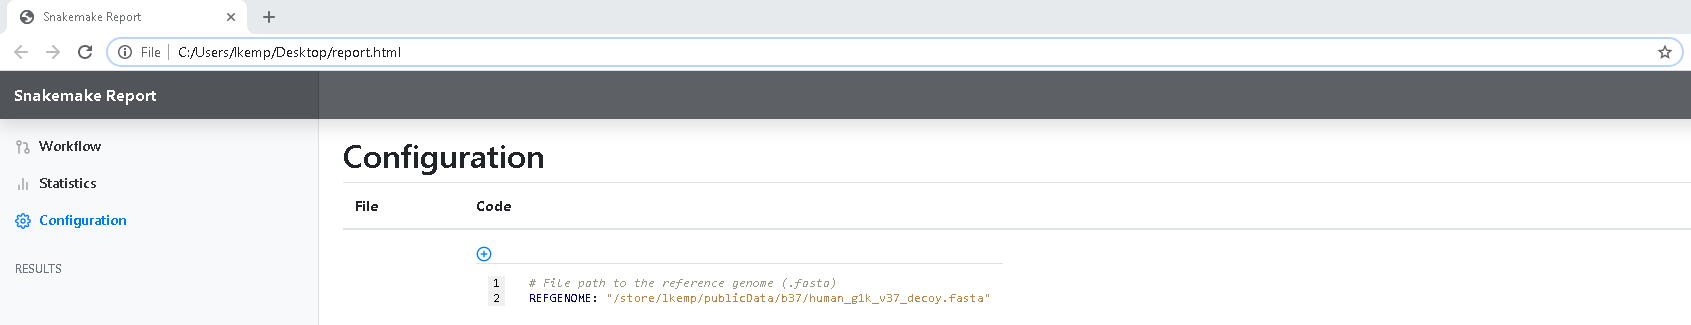 Snakemake Report
File C:/Users/lkemp/Desktop/report.html
Snakemake Report
Workflow
Statistics
Configuration
RESULTS
Configuration
File Code
1 # File path to the reference genome (.fasta)
2 REFGENOME: "/store/lkemp/publicData/b37/human_g1k_v37_decoy.fasta"